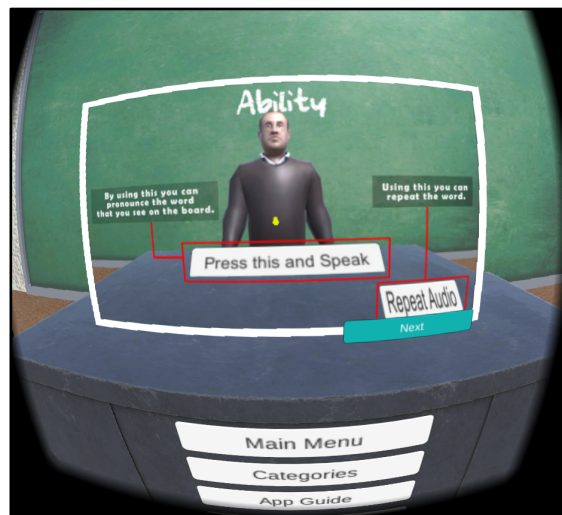 Ability
By using this you can
pronounce the word
that you see on the board.
Using this you can
repeat the word.
Press this and Speak
Repeat Audio
Next
Main Menu
Categories
App Guide